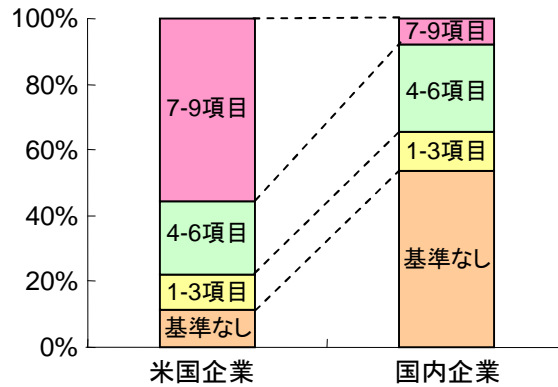 100%
80%
60%
40%
20%
0%
7-9項目
4-6項目
1-3項目
基準なし
7-9項目
4-6項目
1-3項目
基準なし
米国企業
国内企業